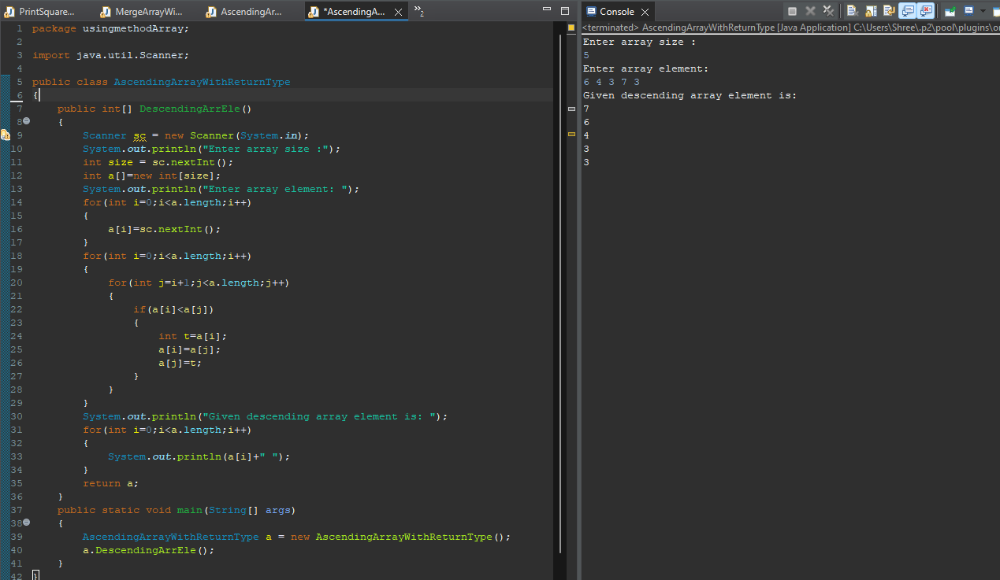 PrintSquare...
MergeArrayWi...
AscendingAr...
*AscendingA...
»2
1 package usingmethodArray;
2
3 import java.util.Scanner;
4
5 public class AscendingArrayWithReturnType
6 {
7     public int[] DescendingArrEle()
8     {
9         Scanner sc = new Scanner(System.in);
10         System.out.println("Enter array size :");
11         int size = sc.nextInt();
12         int a[]=new int[size];
13         System.out.println("Enter array element: ");
14         for(int i=0;i<a.length;i++)
15         {
16             a[i]=sc.nextInt();
17         }
18         for(int i=0;i<a.length;i++)
19         {
20             for(int j=i+1;j<a.length;j++)
21             {
22                 if(a[i]<a[j])
23                 {
24                     int t=a[i];
25                     a[i]=a[j];
26                     a[j]=t;
27                 }
28             }
29         }
30         System.out.println("Given descending array element is: ");
31         for(int i=0;i<a.length;i++)
32         {
33             System.out.println(a[i]+" ");
34         }
35         return a;
36     }
37     public static void main(String[] args)
38     {
39         AscendingArrayWithReturnType a = new AscendingArrayWithReturnType();
40         a.DescendingArrEle();
41     }
42 }
Console
<terminated> AscendingArrayWithReturnType [Java Application] C:\Users\Shree\.p2\pool\plugins\or
Enter array size :
5
Enter array element:
6 4 3 7 3
Given descending array element is:
7
6
4
3
3